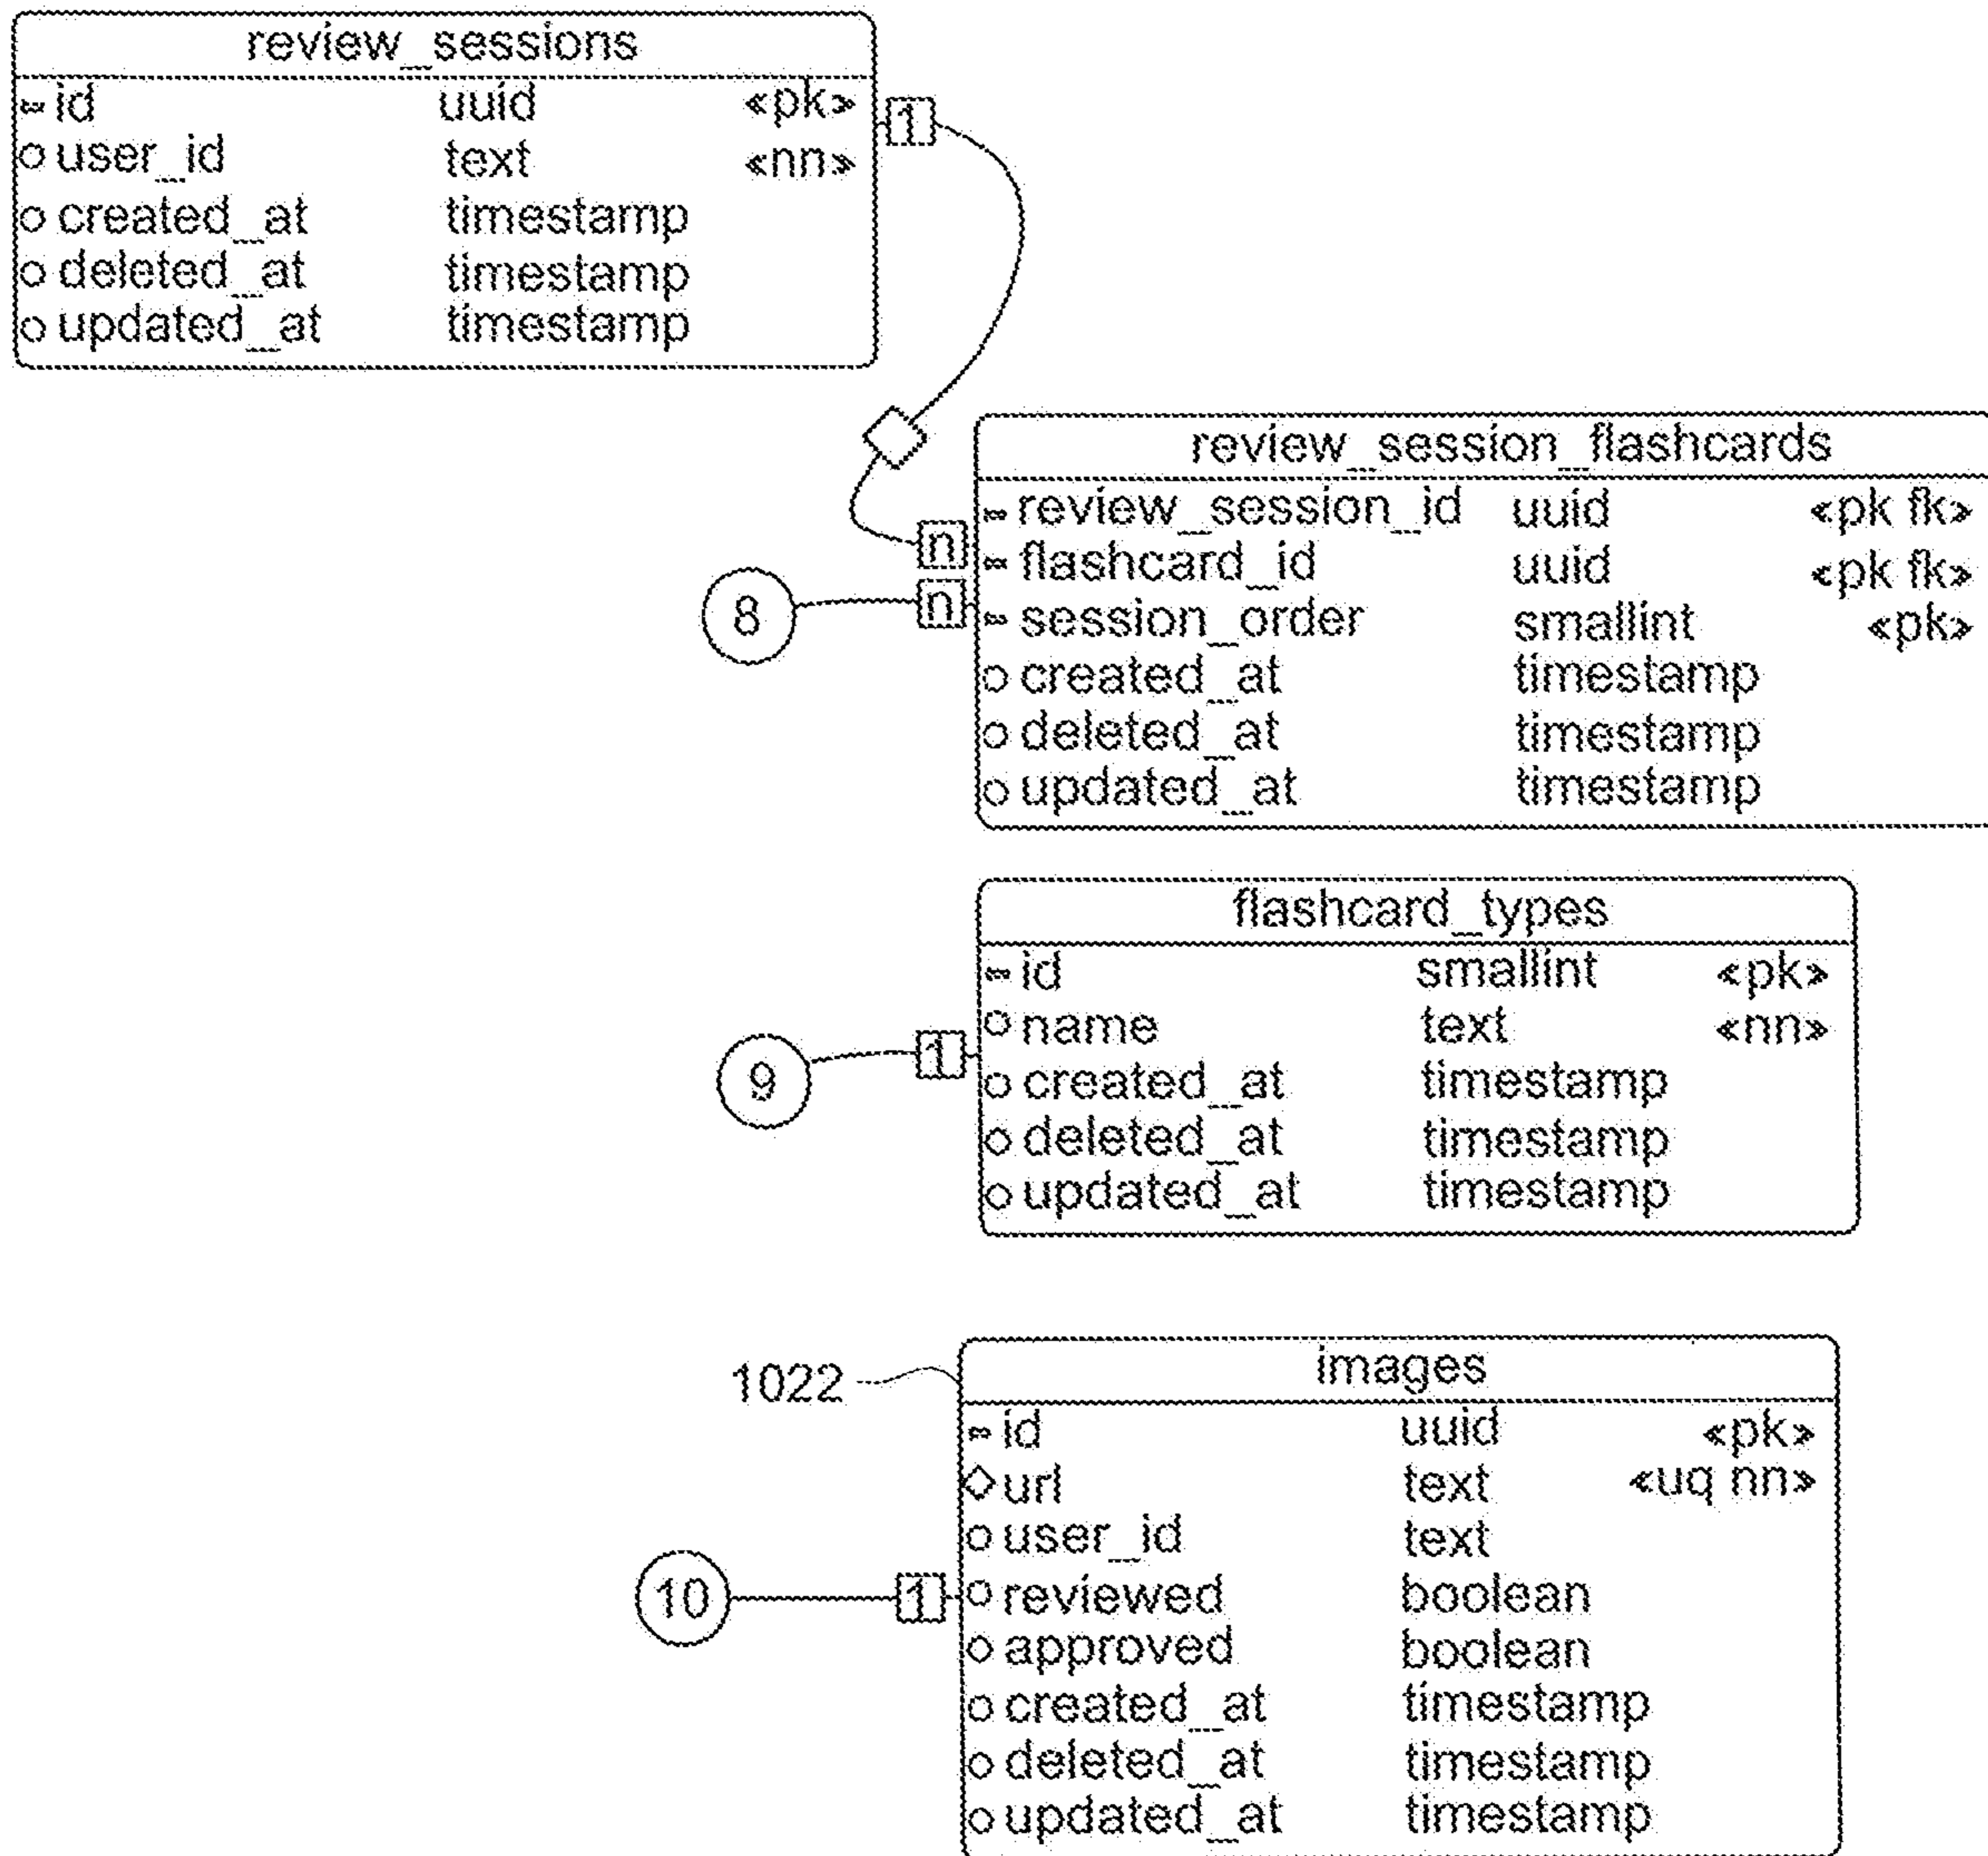 review_sessions
id uuid «pk»
user_id text «nn»
created_at timestamp
deleted_at timestamp
updated_at timestamp
1
review_session_flashcards
review_session_id uuid «pk fk»
n
flashcard_id uuid «pk fk»
8 n
session_order smallint «pk»
created_at timestamp
deleted_at timestamp
updated_at timestamp
flashcard_types
id smallint «pk»
name text «nn»
9 1
created_at timestamp
deleted_at timestamp
updated_at timestamp
1022
images
id uuid «pk»
url text «uq nn»
user_id text
10 1
reviewed boolean
approved boolean
created_at timestamp
deleted_at timestamp
updated_at timestamp